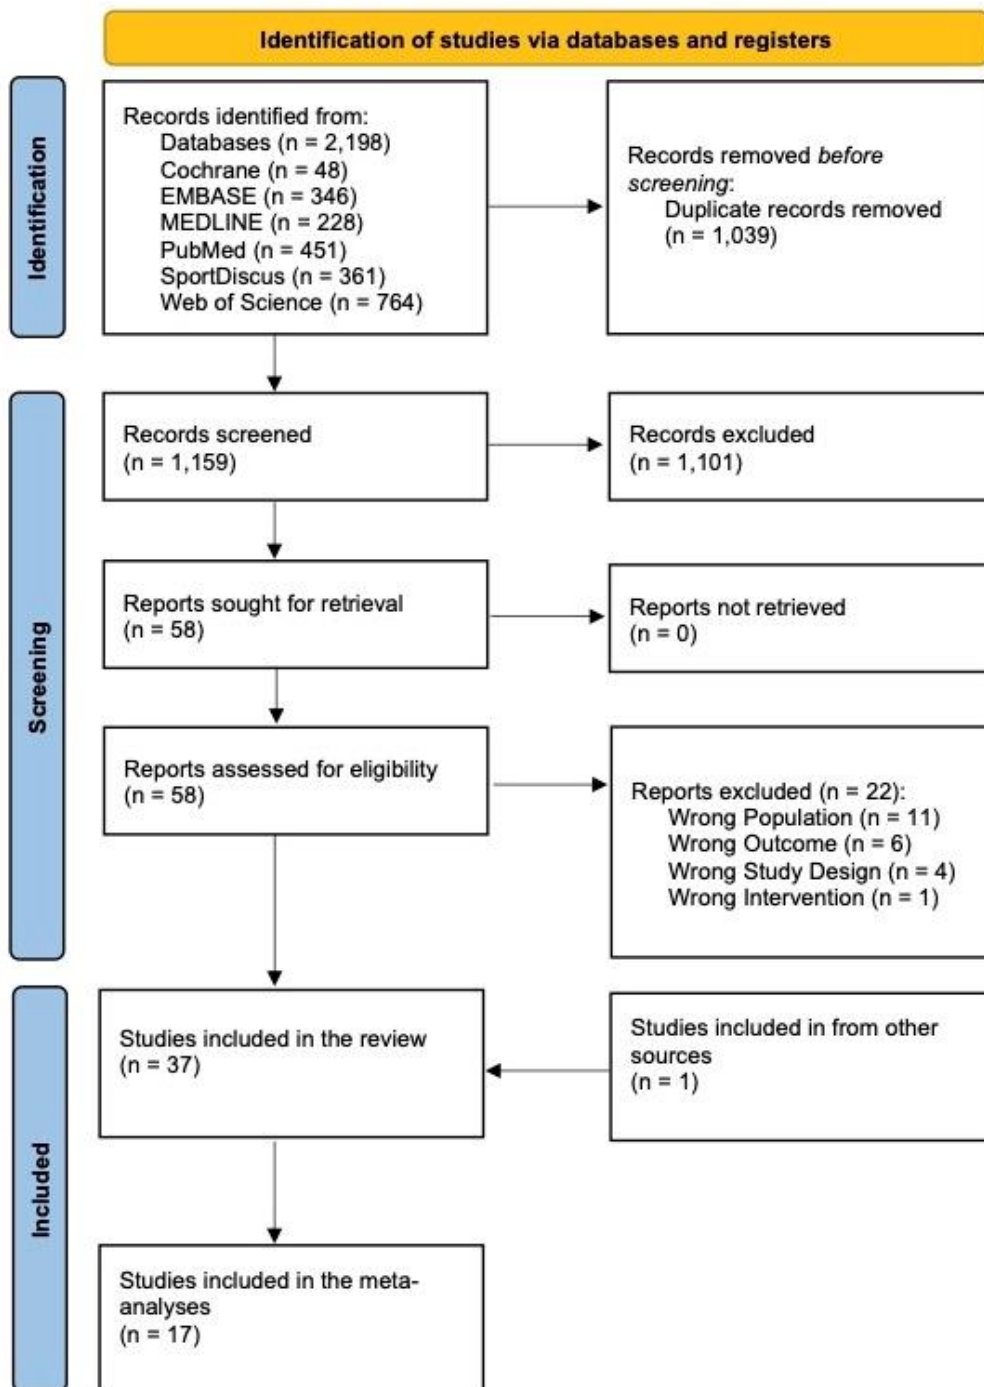 Identification of studies via databases and registers
Identification
Records identified from:
Databases (n = 2,198)
Cochrane (n = 48)
EMBASE (n = 346)
MEDLINE (n = 228)
PubMed (n = 451)
SportDiscus (n = 361)
Web of Science (n = 764)
Records removed before
screening:
Duplicate records removed
(n = 1,039)
Screening
Records screened
(n = 1,159)
Records excluded
(n = 1,101)
Reports sought for retrieval
(n = 58)
Reports not retrieved
(n = 0)
Reports assessed for eligibility
(n = 58)
Reports excluded (n = 22):
Wrong Population (n = 11)
Wrong Outcome (n = 6)
Wrong Study Design (n = 4)
Wrong Intervention (n = 1)
Included
Studies included in the review
(n = 37)
Studies included in from other
sources
(n = 1)
Studies included in the meta-
analyses
(n = 17)